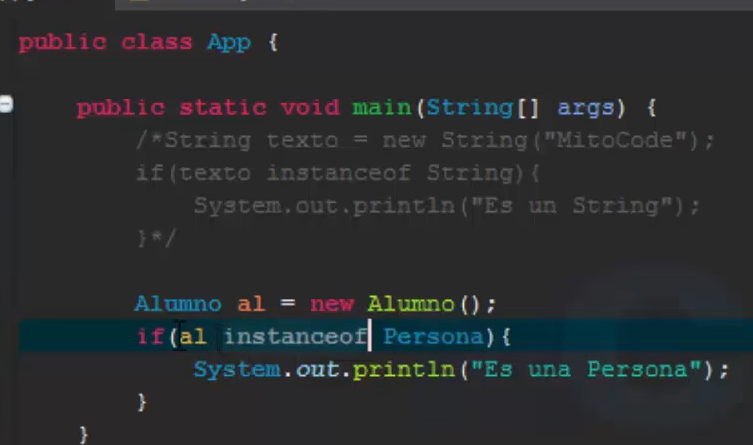 public class App {
public static void main(String[] args) {
/*String texto = new String("MitoCode");
if(texto instanceof String){
System.out.println("Es un String");
}*/
Alumno al = new Alumno();
if(al instanceof Persona){
System.out.println("Es una Persona");
}
}